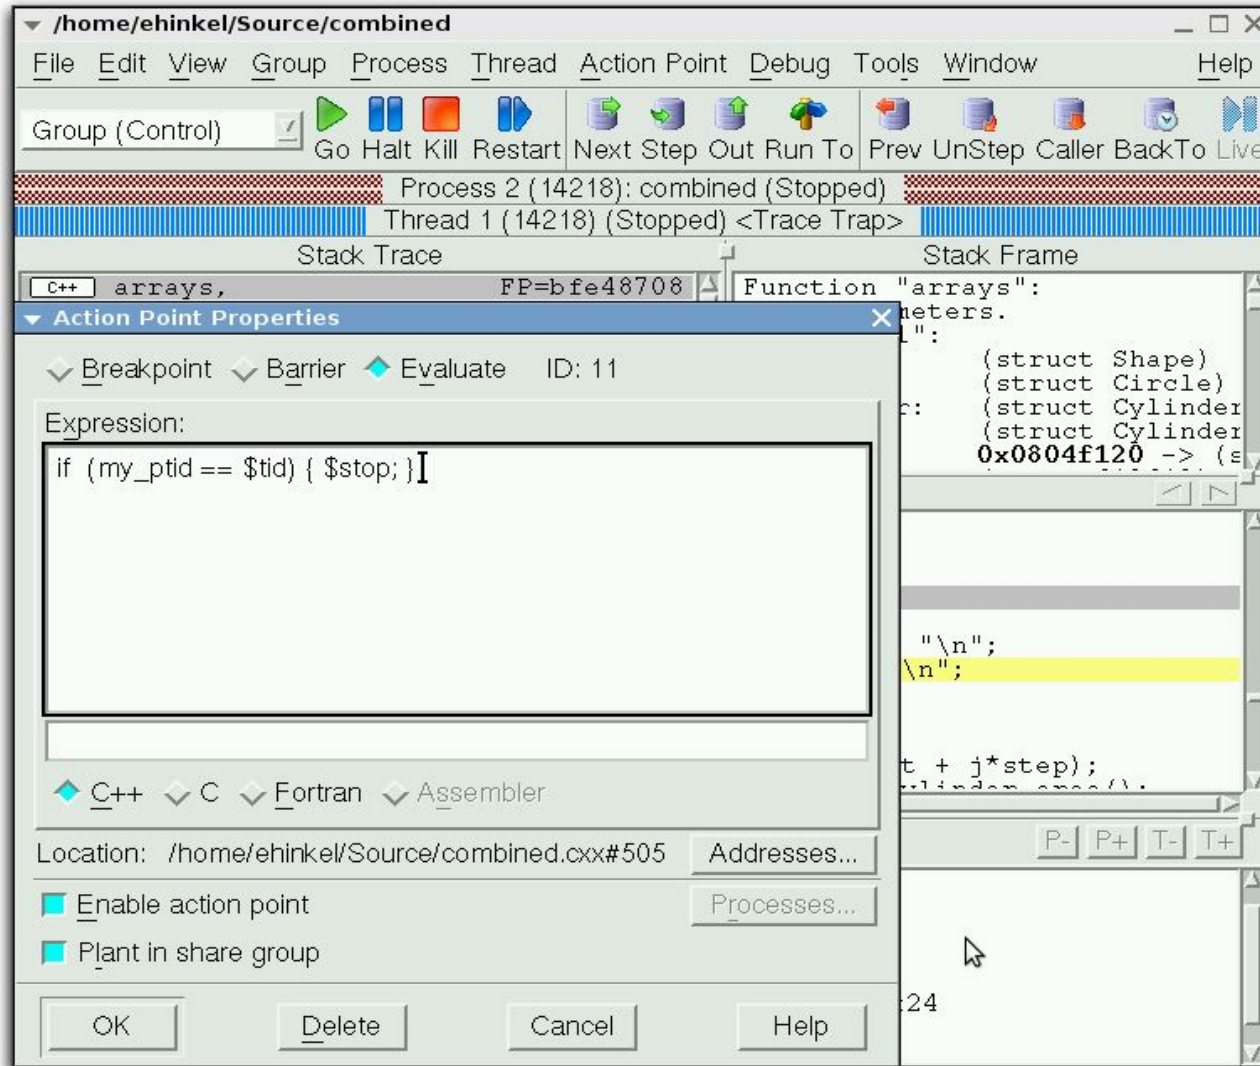 /home/ehinkel/Source/combined
File Edit View Group Process Thread Action Point Debug Tools Window Help
Group (Control)
Go Halt Kill Restart Next Step Out Run To Prev UnStep Caller BackTo Live
Process 2 (14218): combined (Stopped)
Thread 1 (14218) (Stopped) <Trace Trap>
Stack Trace
Stack Frame
C++ arrays, FP=bfe48708
Function "arrays":
meters.
":
(struct Shape)
(struct Circle)
r: (struct Cylinder
(struct Cylinder
0x0804f120 -> (s
Action Point Properties
Breakpoint Barrier Evaluate ID: 11
Expression:
if (my_ptid == $tid) { $stop; }
C++ C Fortran Assembler
Location: /home/ehinkel/Source/combined.cxx#505 Addresses...
Enable action point Processes...
Plant in share group
OK Delete Cancel Help
"\n";
\n";
t + j*step);
P- P+ T- T+
:24